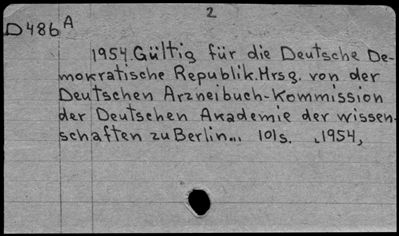 2
D486 A
1954. Gültig für die Deutsche De-
mokratische Republik. Hrsg. von der
Deutschen Arzneibuch-Kommission
der Deutschen Akademie der wissen-
schaften zu Berlin... 101s. ,1954,